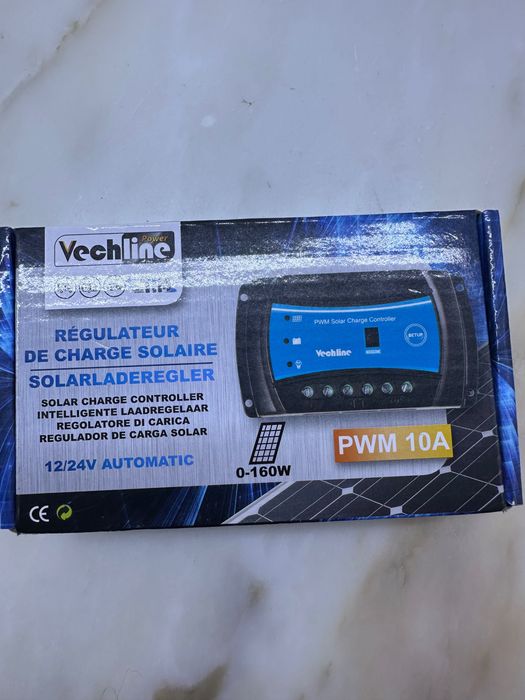 Vechline
Power
RÉGULATEUR
DE CHARGE SOLAIRE
SOLARLADEREGLER
SOLAR CHARGE CONTROLLER
INTELLIGENTE LAADREGELAAR
REGOLATORE DI CARICA
REGULADOR DE CARGA SOLAR
12/24V AUTOMATIC
CE
PWM Solar Charge Controller
Vechline
SETUP
0-160W
PWM 10A